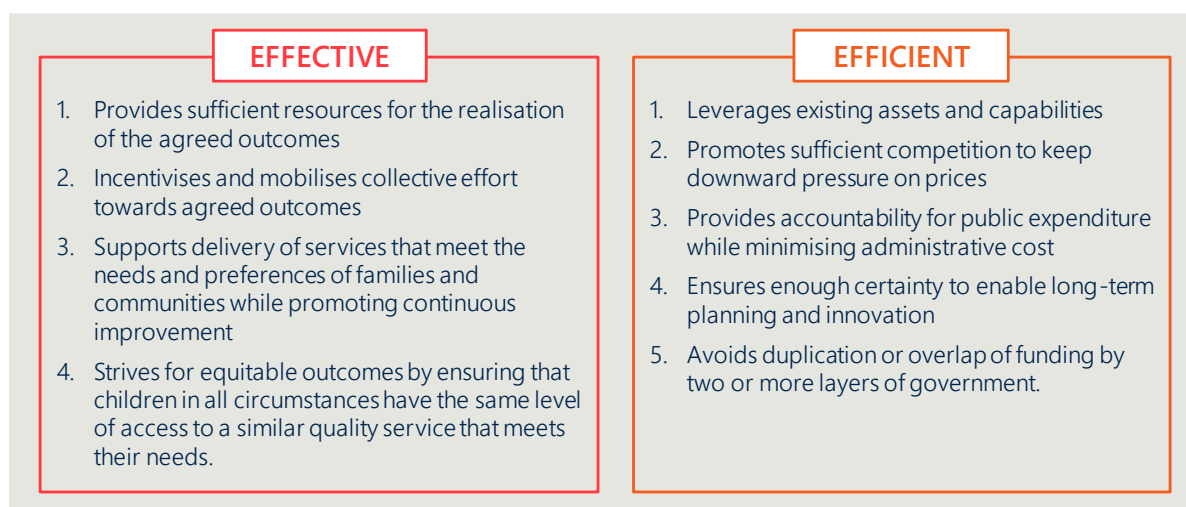 EFFECTIVE
1. Provides sufficient resources for the realisation
of the agreed outcomes
2. Incentivises and mobilises collective effort
towards agreed outcomes
3. Supports delivery of services that meet the
needs and preferences of families and
communities while promoting continuous
improvement
4. Strives for equitable outcomes by ensuring that
children in all circumstances have the same level
of access to a similar quality service that meets
their needs.
EFFICIENT
1. Leverages existing assets and capabilities
2. Promotes sufficient competition to keep
downward pressure on prices
3. Provides accountability for public expenditure
while minimising administrative cost
4. Ensures enough certainty to enable long-term
planning and innovation
5. Avoids duplication or overlap of funding by
two or more layers of government.